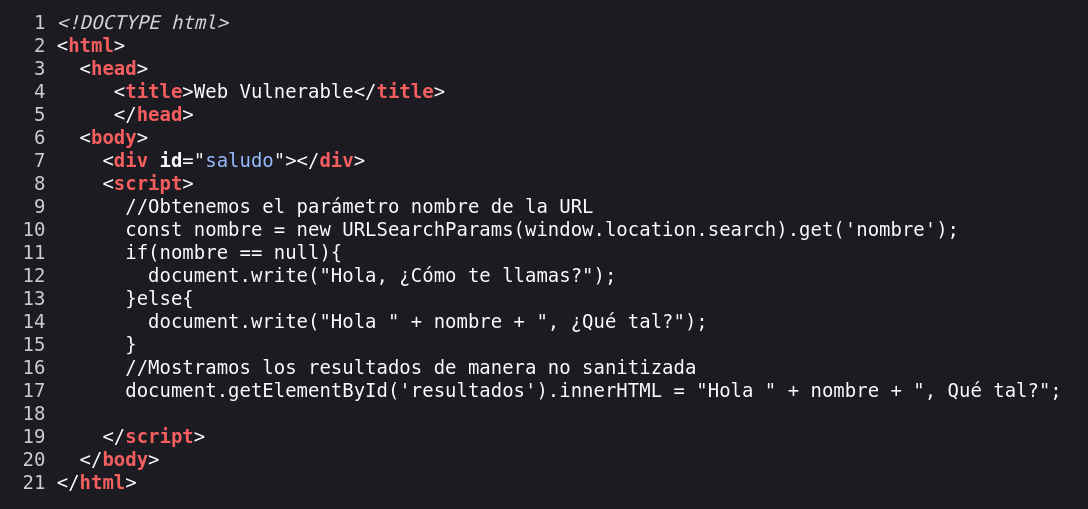 1 <!DOCTYPE html>
2 <html>
3   <head>
4      <title>Web Vulnerable</title>
5      </head>
6   <body>
7     <div id="saludo"></div>
8     <script>
9       //Obtenemos el parámetro nombre de la URL
10       const nombre = new URLSearchParams(window.location.search).get('nombre');
11       if(nombre == null){
12         document.write("Hola, ¿Cómo te llamas?");
13       }else{
14         document.write("Hola " + nombre + ", ¿Qué tal?");
15       }
16       //Mostramos los resultados de manera no sanitizada
17       document.getElementById('resultados').innerHTML = "Hola " + nombre + ", Qué tal?";
18
19     </script>
20   </body>
21 </html>